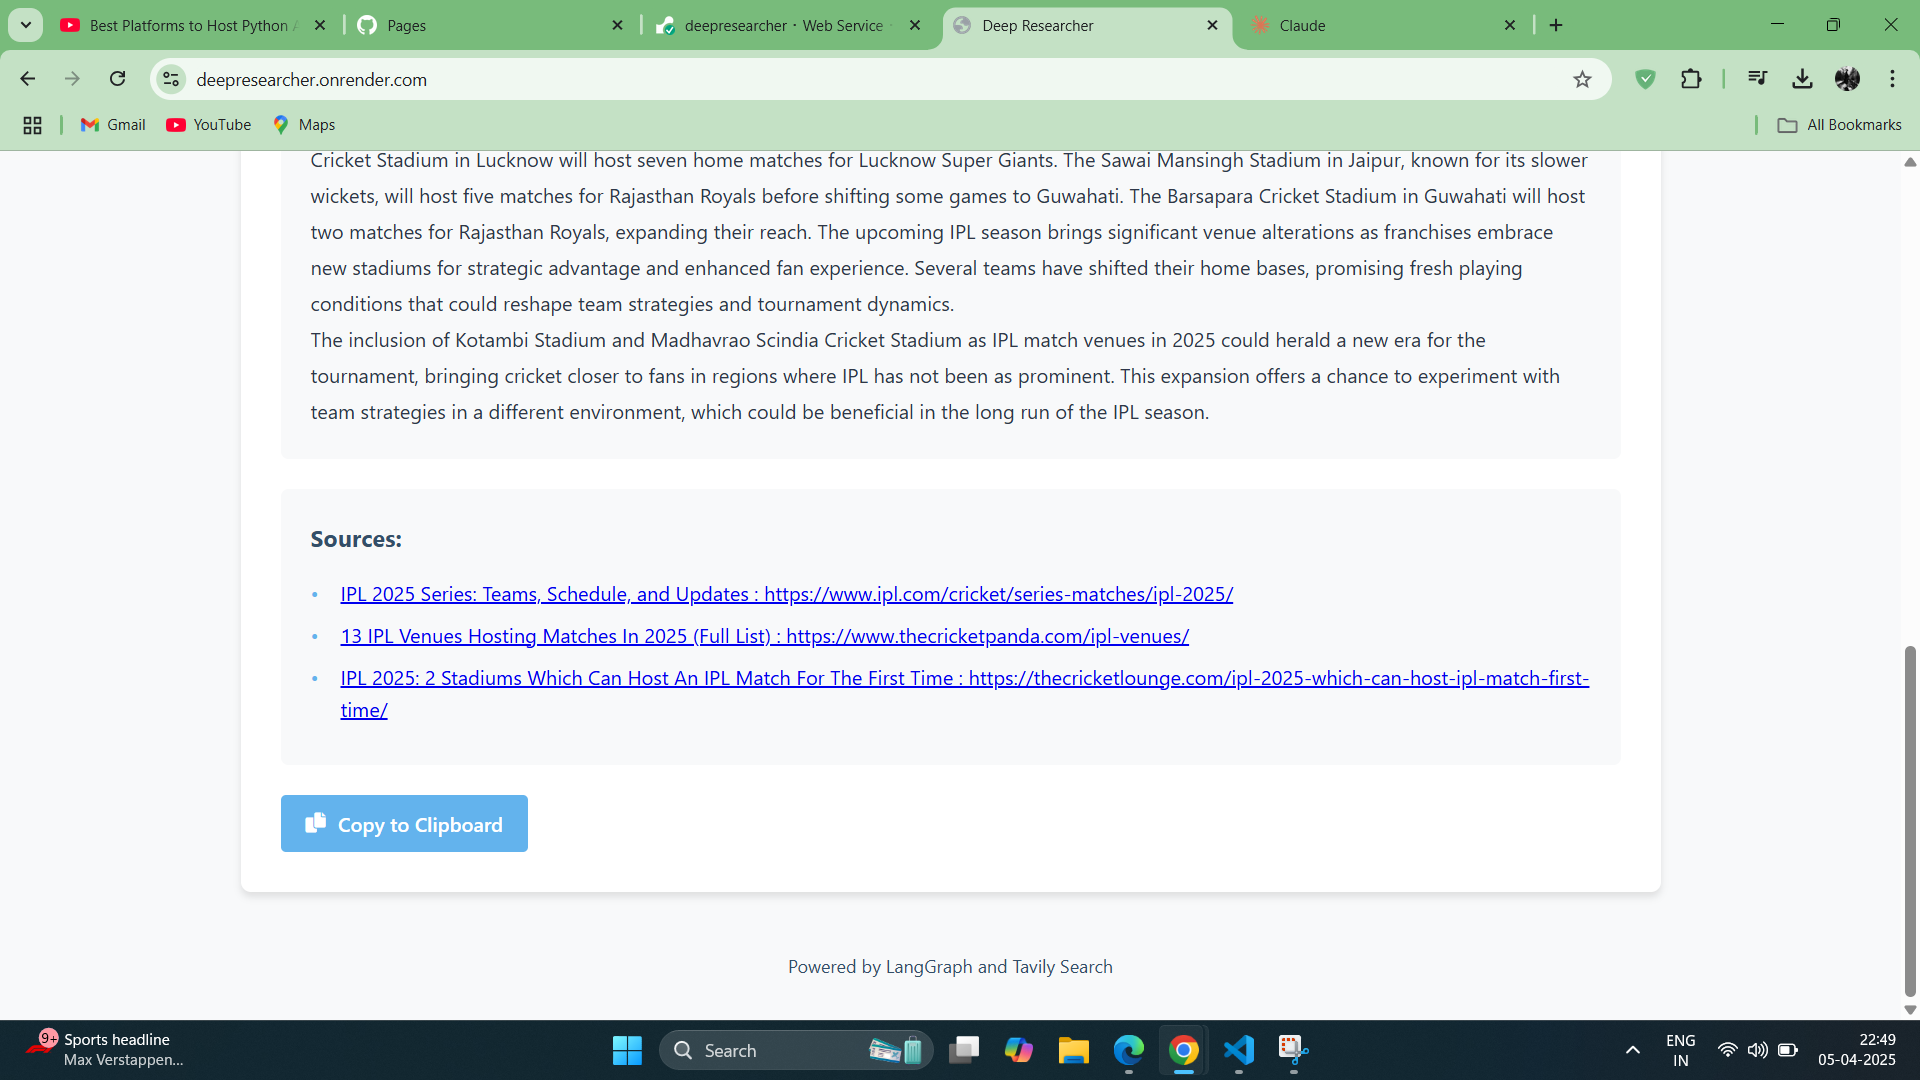 Best Platforms to Host Python
Pages
deepresearcher · Web Service
Deep Researcher
Claude
deepresearcher.onrender.com
Gmail
YouTube
Maps
All Bookmarks
Cricket Stadium in Lucknow will host seven home matches for Lucknow Super Giants. The Sawai Mansingh Stadium in Jaipur, known for its slower
wickets, will host five matches for Rajasthan Royals before shifting some games to Guwahati. The Barsapara Cricket Stadium in Guwahati will host
two matches for Rajasthan Royals, expanding their reach. The upcoming IPL season brings significant venue alterations as franchises embrace
new stadiums for strategic advantage and enhanced fan experience. Several teams have shifted their home bases, promising fresh playing
conditions that could reshape team strategies and tournament dynamics.
The inclusion of Kotambi Stadium and Madhavrao Scindia Cricket Stadium as IPL match venues in 2025 could herald a new era for the
tournament, bringing cricket closer to fans in regions where IPL has not been as prominent. This expansion offers a chance to experiment with
team strategies in a different environment, which could be beneficial in the long run of the IPL season.
Sources:
• IPL 2025 Series: Teams, Schedule, and Updates : https://www.ipl.com/cricket/series-matches/ipl-2025/
• 13 IPL Venues Hosting Matches In 2025 (Full List) : https://www.thecricketpanda.com/ipl-venues/
• IPL 2025: 2 Stadiums Which Can Host An IPL Match For The First Time : https://thecricketlounge.com/ipl-2025-which-can-host-ipl-match-first-
time/
Copy to Clipboard
Powered by LangGraph and Tavily Search
9+
Sports headline
Max Verstappen...
Search
ENG
IN
22:49
05-04-2025